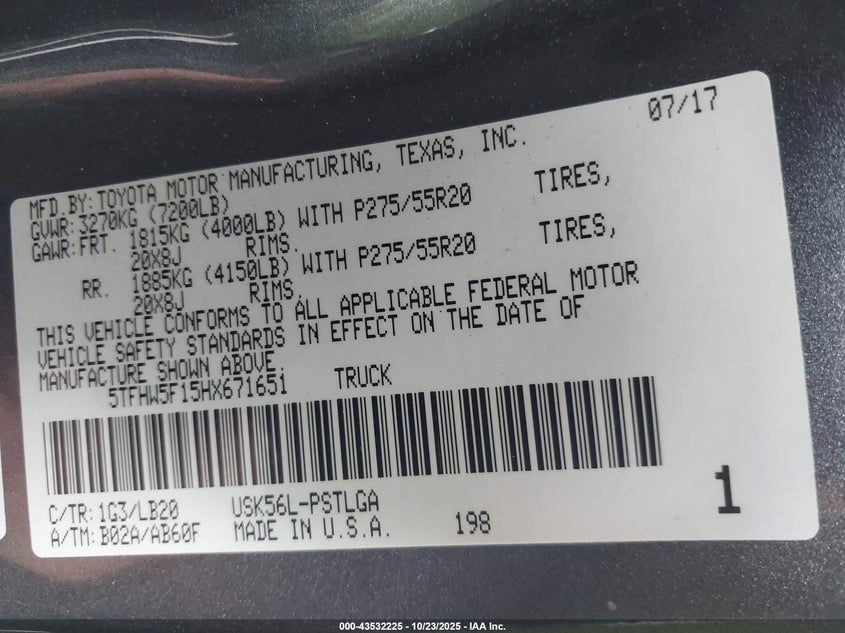 07/17
MFD.BY:TOYOTA MOTOR MANUFACTURING, TEXAS, INC.
GVWR:3270KG (7200LB)
GAWR:FRT. 1815KG (4000LB) WITH P275/55R20 TIRES,
20X8J RIMS.
RR. 1885KG (4150LB) WITH P275/55R20 TIRES,
20X8J RIMS.
THIS VEHICLE CONFORMS TO ALL APPLICABLE FEDERAL MOTOR
VEHICLE SAFETY STANDARDS IN EFFECT ON THE DATE OF
MANUFACTURE SHOWN ABOVE.
5TFHW5F15HX671651 TRUCK
C/TR:1G3/LB20 USK56L-PSTLGA
A/TM:B02A/AB60F MADE IN U.S.A. 198
1
000-43532225 - 10/23/2025 - IAA Inc.